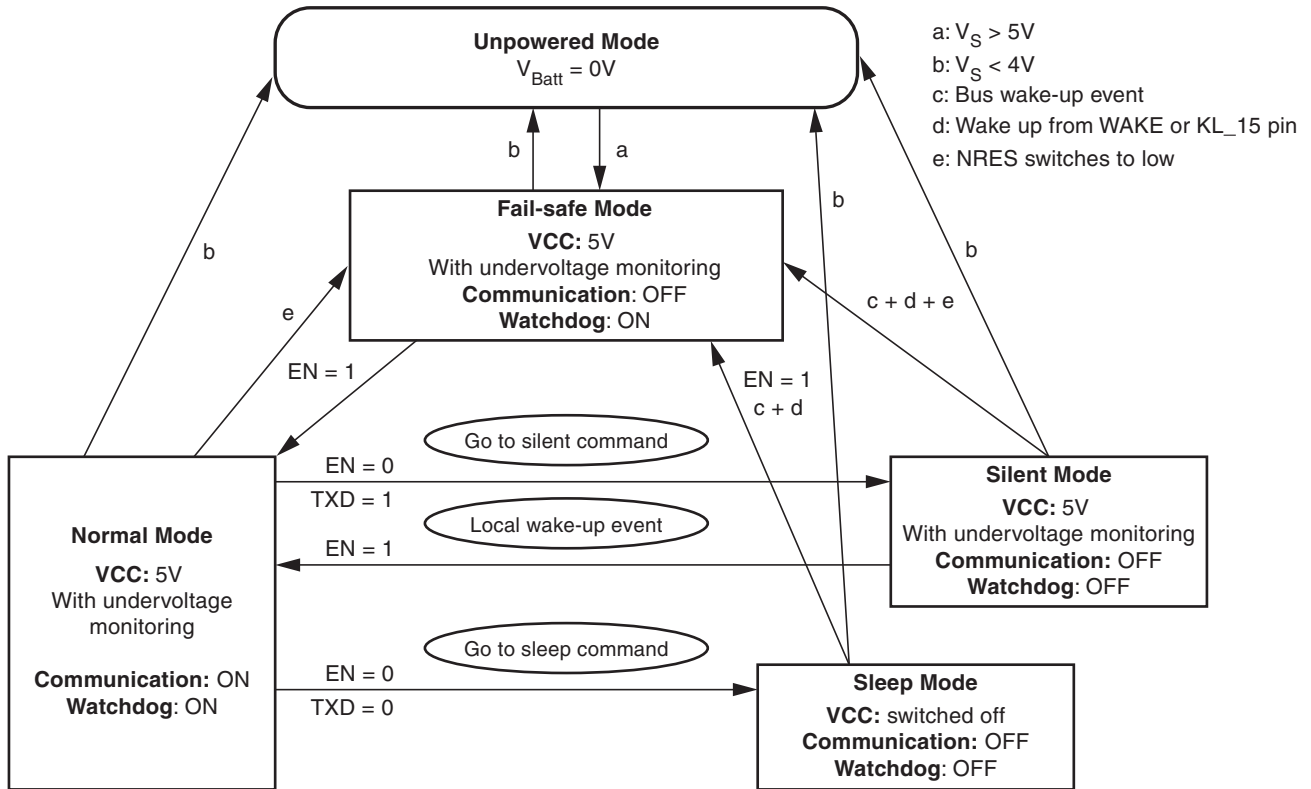 Unpowered Mode
V_Batt = 0V
a: V_S > 5V
b: V_S < 4V
c: Bus wake-up event
d: Wake up from WAKE or KL_15 pin
e: NRES switches to low
b
a
b
b
b
Fail-safe Mode
VCC: 5V
With undervoltage monitoring
Communication: OFF
Watchdog: ON
e
c + d + e
EN = 1
EN = 1
c + d
Go to silent command
EN = 0
TXD = 1
Local wake-up event
EN = 1
Normal Mode
VCC: 5V
With undervoltage
monitoring
Communication: ON
Watchdog: ON
Silent Mode
VCC: 5V
With undervoltage monitoring
Communication: OFF
Watchdog: OFF
Go to sleep command
EN = 0
TXD = 0
Sleep Mode
VCC: switched off
Communication: OFF
Watchdog: OFF